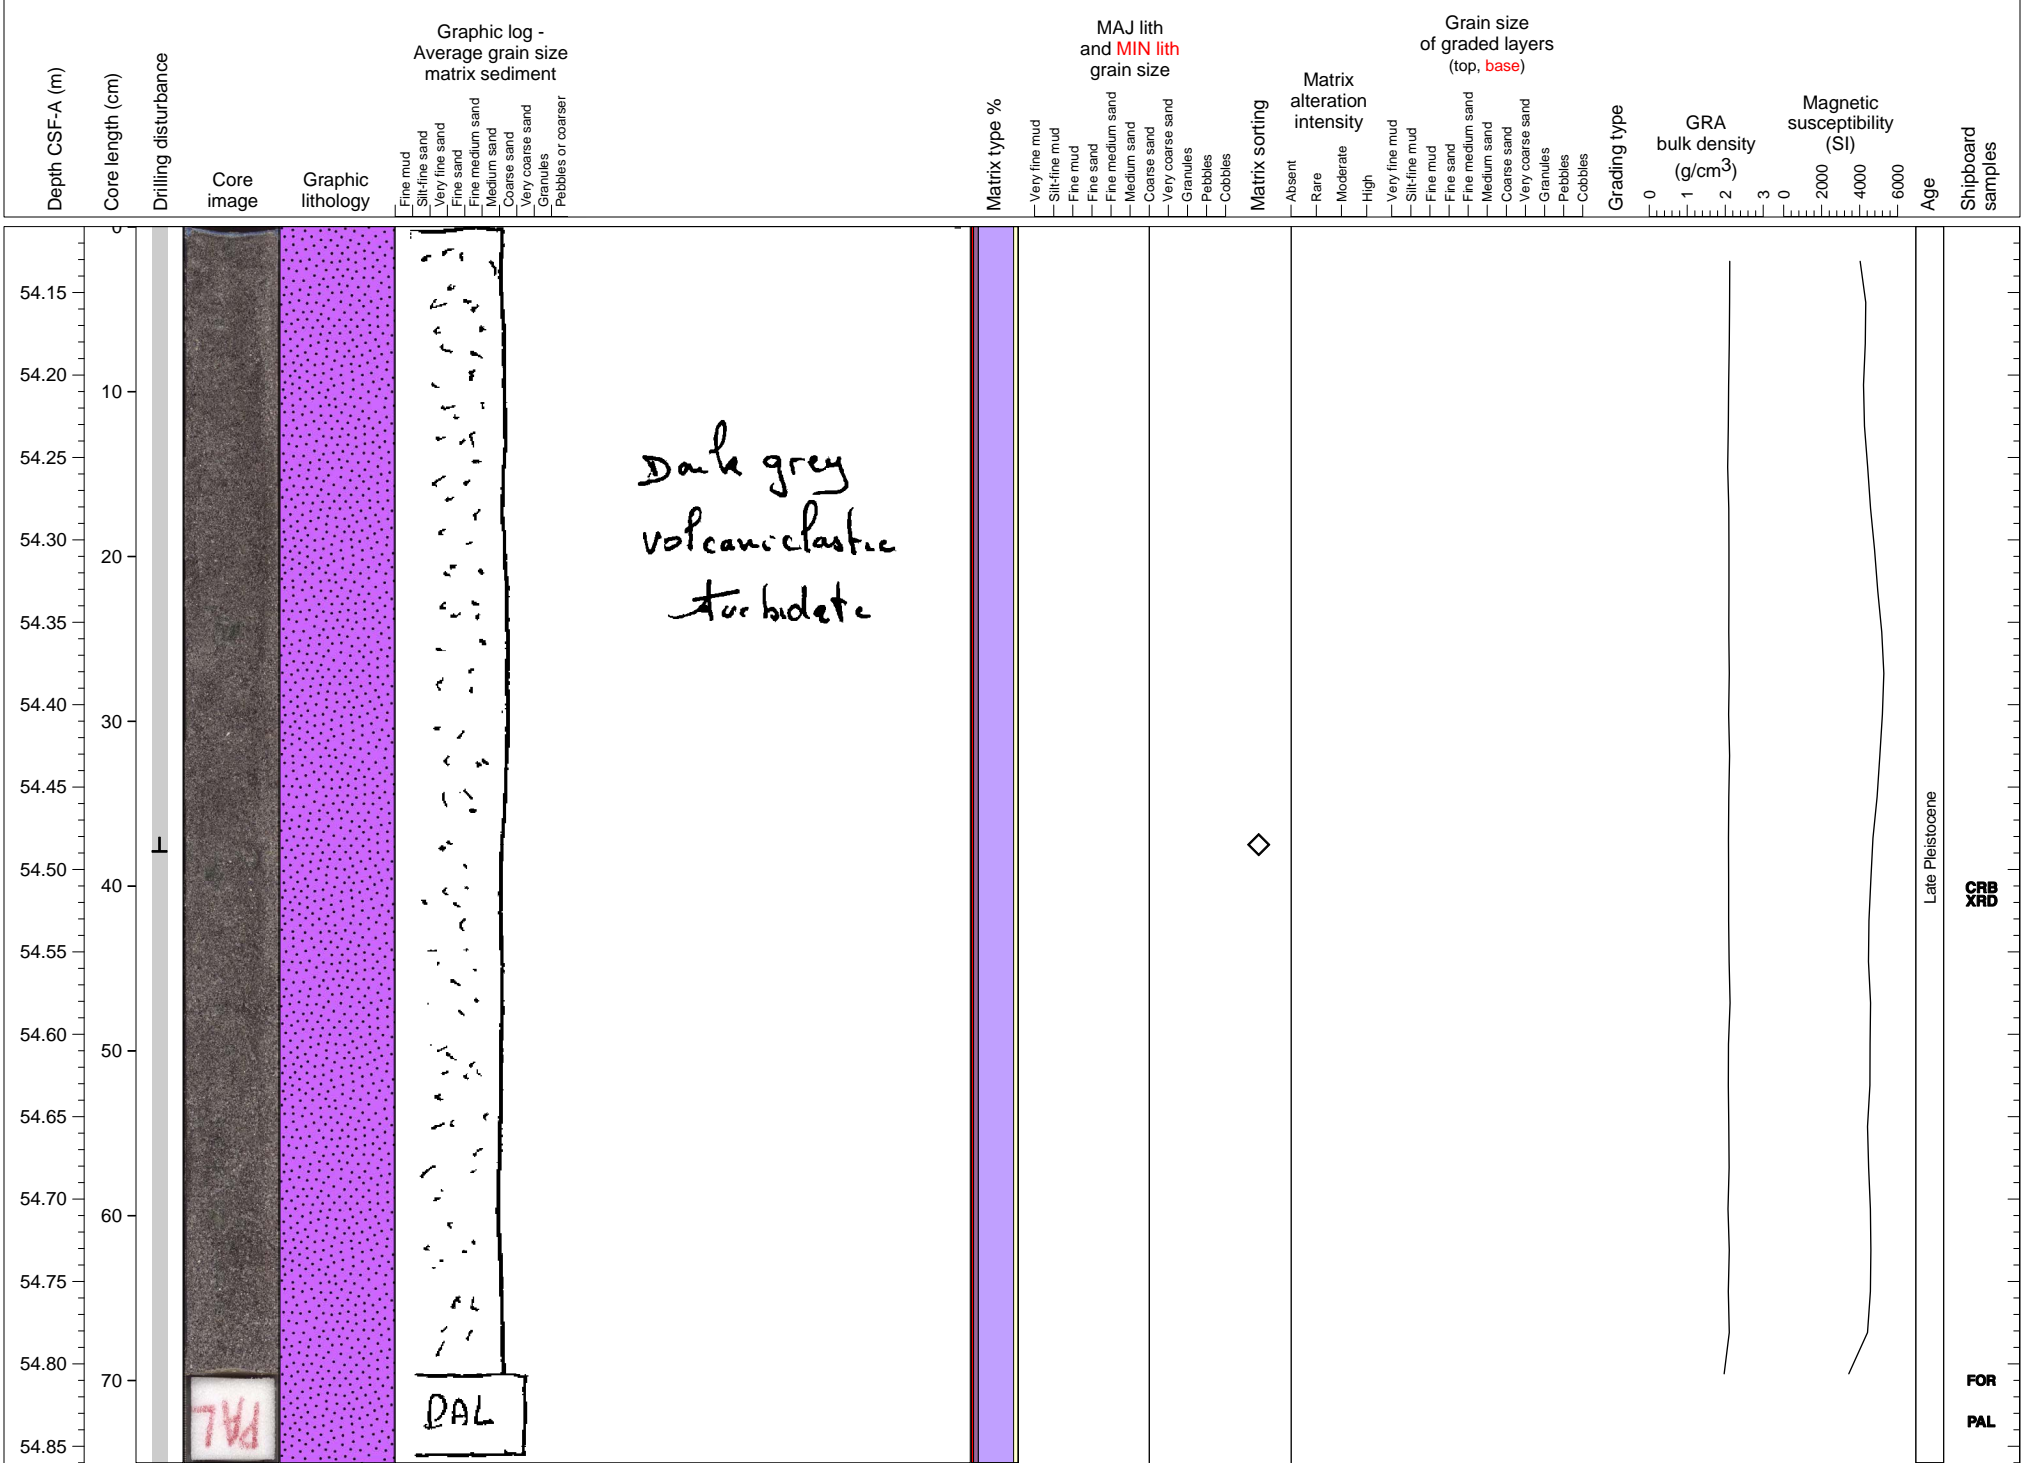 Depth CSF-A (m)
Core length (cm)
Drilling disturbance
Core
image
Graphic
lithology
Graphic log -
Average grain size
matrix sediment
Fine mud
Silt-fine sand
Very fine sand
Fine sand
Fine medium sand
Medium sand
Coarse sand
Very coarse sand
Granules
Pebbles or coarser
Matrix type %
MAJ lith
and MIN lith
grain size
Very fine mud
Silt-fine mud
Fine mud
Fine sand
Fine medium sand
Medium sand
Coarse sand
Very coarse sand
Granules
Pebbles
Cobbles
Matrix sorting
Matrix
alteration
intensity
Absent
Rare
Moderate
High
Grain size
of graded layers
(top, base)
Very fine mud
Silt-fine mud
Fine mud
Fine sand
Fine medium sand
Medium sand
Coarse sand
Very coarse sand
Granules
Pebbles
Cobbles
Grading type
GRA
bulk density
(g/cm3)
0 1 2 3
Magnetic
susceptibility
(SI)
0 2000 4000 6000
Age
Shipboard
samples
0
54.15
54.20
10
54.25
54.30
20
54.35
54.40
30
54.45
54.50
40
54.55
54.60
50
54.65
54.70
60
54.75
54.80
70
54.85
Dark grey
volcaniclastic
turbidite
Late Pleistocene
CRB
XRD
FOR
PAL
PAL
PAL